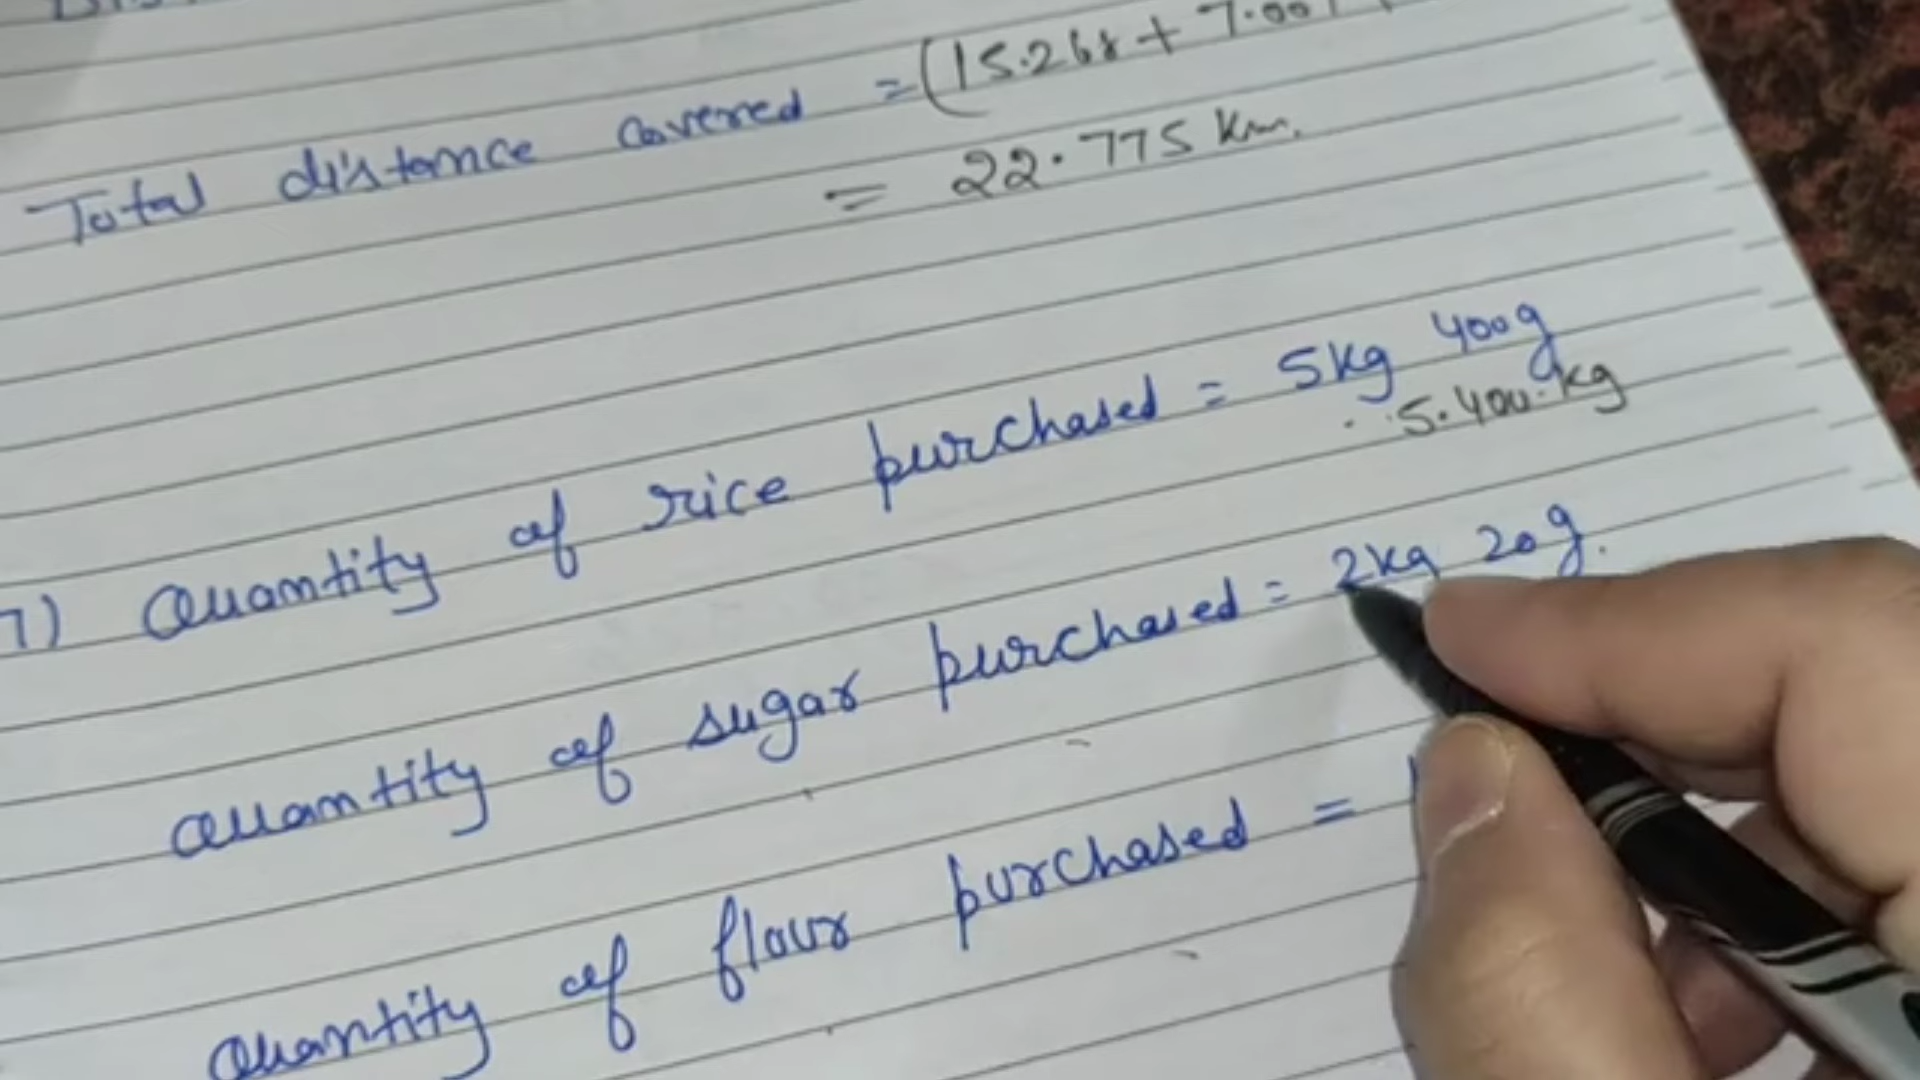 Total distance covered = (15.268 + 7.00
= 22.775 km.
7) Quantity of rice purchased = 5kg 400g
5.400 kg
Quantity of sugar purchased = 2kg 20g.
Quantity of flour purchased =